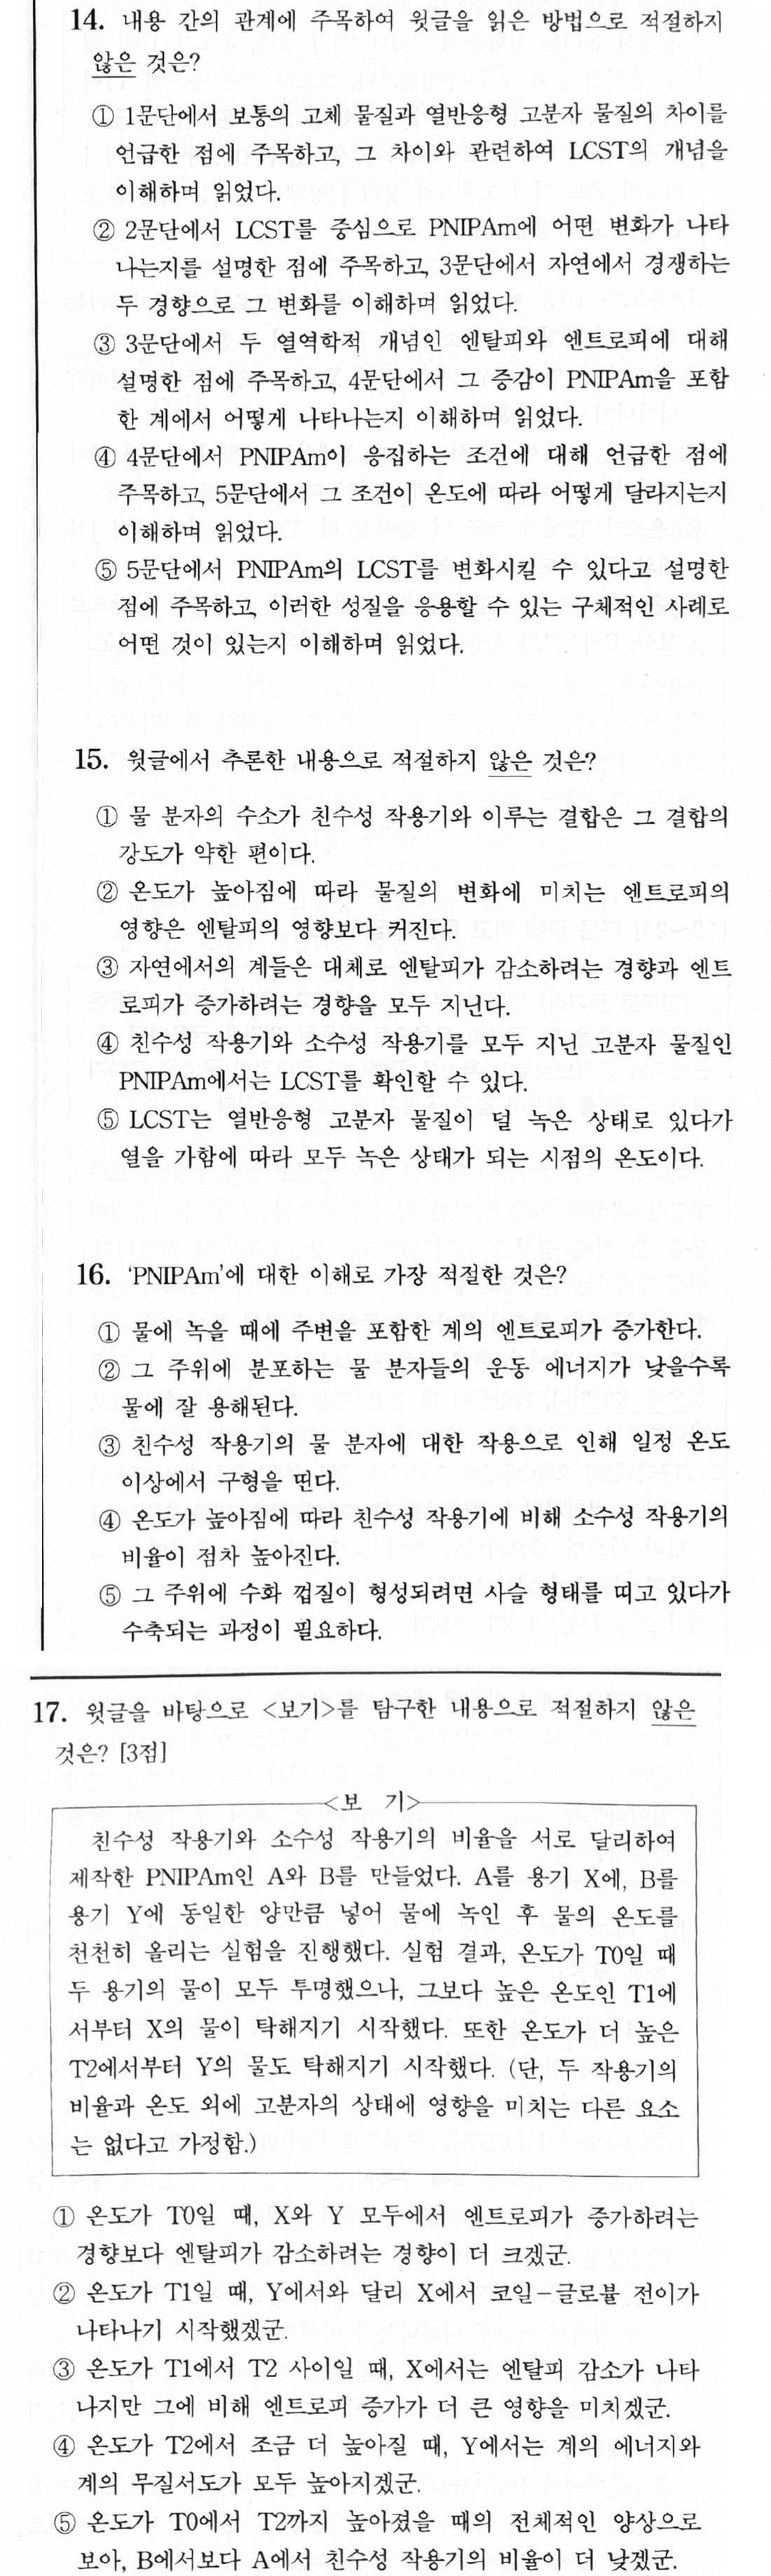 14. 내용 간의 관계에 주목하여 윗글을 읽은 방법으로 적절하지
않은 것은?
① 1문단에서 보통의 고체 물질과 열반응형 고분자 물질의 차이를
언급한 점에 주목하고, 그 차이와 관련하여 LCST의 개념을
이해하며 읽었다.
② 2문단에서 LCST를 중심으로 PNIPAm에 어떤 변화가 나타
나는지를 설명한 점에 주목하고, 3문단에서 자연에서 경쟁하는
두 경향으로 그 변화를 이해하며 읽었다.
③ 3문단에서 두 열역학적 개념인 엔탈피와 엔트로피에 대해
설명한 점에 주목하고, 4문단에서 그 증감이 PNIPAm을 포함
한 계에서 어떻게 나타나는지 이해하며 읽었다.
④ 4문단에서 PNIPAm이 응집하는 조건에 대해 언급한 점에
주목하고, 5문단에서 그 조건이 온도에 따라 어떻게 달라지는지
이해하며 읽었다.
⑤ 5문단에서 PNIPAm의 LCST를 변화시킬 수 있다고 설명한
점에 주목하고, 이러한 성질을 응용할 수 있는 구체적인 사례로
어떤 것이 있는지 이해하며 읽었다.
15. 윗글에서 추론한 내용으로 적절하지 않은 것은?
① 물 분자의 수소가 친수성 작용기와 이루는 결합은 그 결합의
강도가 약한 편이다.
② 온도가 높아짐에 따라 물질의 변화에 미치는 엔트로피의
영향은 엔탈피의 영향보다 커진다.
③ 자연에서의 계들은 대체로 엔탈피가 감소하려는 경향과 엔트
로피가 증가하려는 경향을 모두 지닌다.
④ 친수성 작용기와 소수성 작용기를 모두 지닌 고분자 물질인
PNIPAm에서는 LCST를 확인할 수 있다.
⑤ LCST는 열반응형 고분자 물질이 덜 녹은 상태로 있다가
열을 가함에 따라 모두 녹은 상태가 되는 시점의 온도이다.
16. ‘PNIPAm’에 대한 이해로 가장 적절한 것은?
① 물에 녹을 때에 주변을 포함한 계의 엔트로피가 증가한다.
② 그 주위에 분포하는 물 분자들의 운동 에너지가 낮을수록
물에 잘 용해된다.
③ 친수성 작용기의 물 분자에 대한 작용으로 인해 일정 온도
이상에서 구형을 띤다.
④ 온도가 높아짐에 따라 친수성 작용기에 비해 소수성 작용기의
비율이 점차 높아진다.
⑤ 그 주위에 수화 껍질이 형성되려면 사슬 형태를 띠고 있다가
수축되는 과정이 필요하다.
17. 윗글을 바탕으로 <보기>를 탐구한 내용으로 적절하지 않은
것은? [3점]
<보 기>
친수성 작용기와 소수성 작용기의 비율을 서로 달리하여
제작한 PNIPAm인 A와 B를 만들었다. A를 용기 X에, B를
용기 Y에 동일한 양만큼 넣어 물에 녹인 후 물의 온도를
천천히 올리는 실험을 진행했다. 실험 결과, 온도가 T0일 때
두 용기의 물이 모두 투명했으나, 그보다 높은 온도인 T1에
서부터 X의 물이 탁해지기 시작했다. 또한 온도가 더 높은
T2에서부터 Y의 물도 탁해지기 시작했다. (단, 두 작용기의
비율과 온도 외에 고분자의 상태에 영향을 미치는 다른 요소
는 없다고 가정함.)
① 온도가 T0일 때, X와 Y 모두에서 엔트로피가 증가하려는
경향보다 엔탈피가 감소하려는 경향이 더 크겠군.
② 온도가 T1일 때, Y에서와 달리 X에서 코일-글로뷸 전이가
나타나기 시작했겠군.
③ 온도가 T1에서 T2 사이일 때, X에서는 엔탈피 감소가 나타
나지만 그에 비해 엔트로피 증가가 더 큰 영향을 미치겠군.
④ 온도가 T2에서 조금 더 높아질 때, Y에서는 계의 에너지와
계의 무질서도가 모두 높아지겠군.
⑤ 온도가 T0에서 T2까지 높아졌을 때의 전체적인 양상으로
보아, B에서보다 A에서 친수성 작용기의 비율이 더 낮겠군.